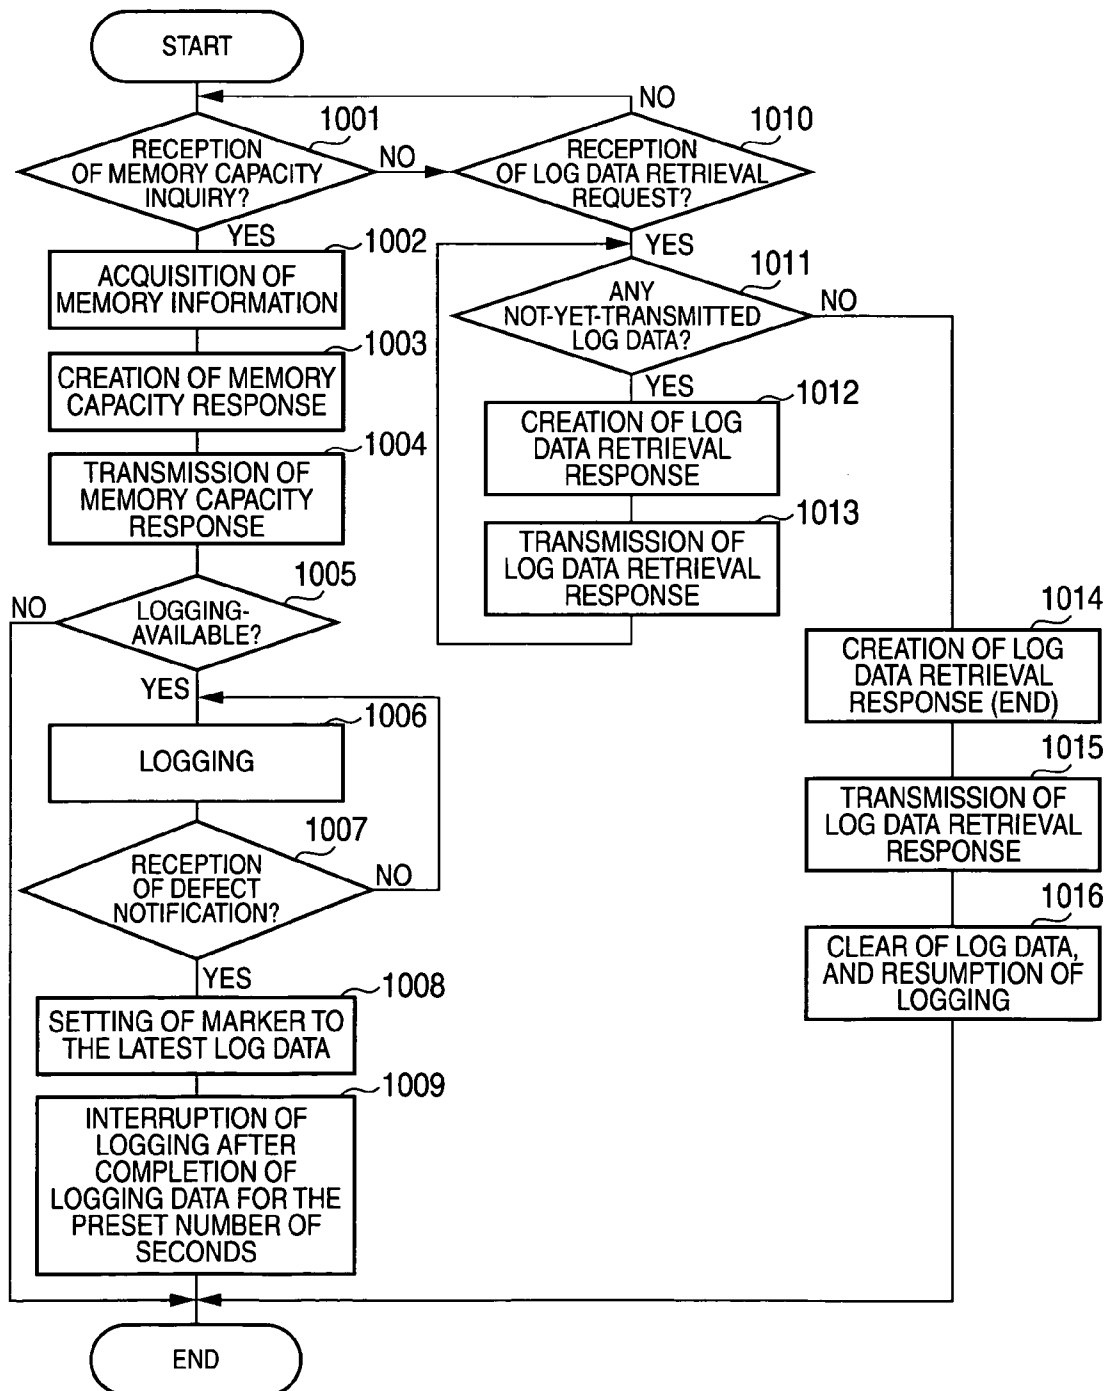 START
NO
1001
1010
RECEPTION
OF MEMORY CAPACITY
INQUIRY?
NO
RECEPTION
OF LOG DATA RETRIEVAL
REQUEST?
YES
1002
YES
ACQUISITION OF
MEMORY INFORMATION
1011
ANY
NOT-YET-TRANSMITTED
LOG DATA?
NO
1003
CREATION OF MEMORY
CAPACITY RESPONSE
YES
1012
CREATION OF LOG
DATA RETRIEVAL
RESPONSE
1004
TRANSMISSION OF
MEMORY CAPACITY
RESPONSE
1013
TRANSMISSION OF
LOG DATA RETRIEVAL
RESPONSE
1005
NO
LOGGING-
AVAILABLE?
1014
CREATION OF LOG
DATA RETRIEVAL
RESPONSE (END)
YES
1006
LOGGING
1015
TRANSMISSION OF
LOG DATA RETRIEVAL
RESPONSE
1007
RECEPTION
OF DEFECT
NOTIFICATION?
NO
1016
CLEAR OF LOG DATA,
AND RESUMPTION OF
LOGGING
YES
1008
SETTING OF MARKER TO
THE LATEST LOG DATA
1009
INTERRUPTION OF
LOGGING AFTER
COMPLETION OF
LOGGING DATA FOR THE
PRESET NUMBER OF
SECONDS
END